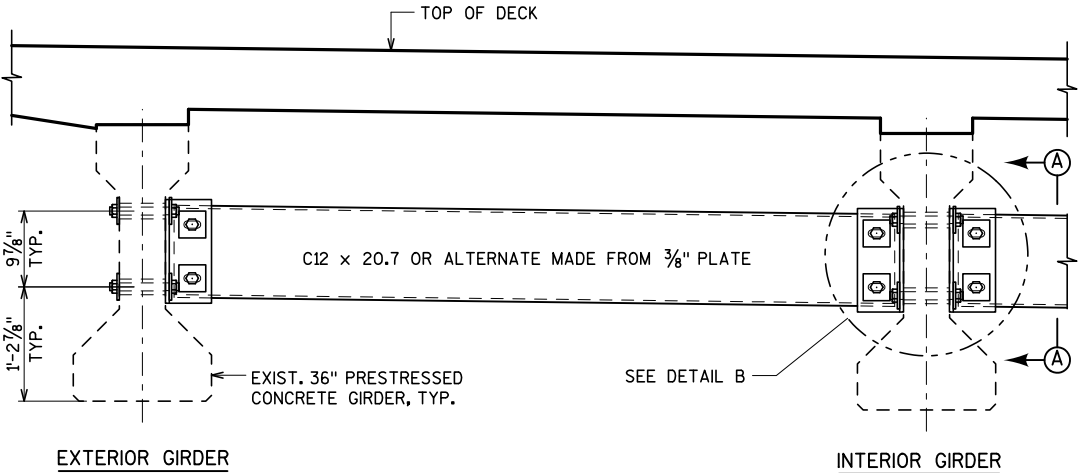 TOP OF DECK
A
9⅞"
TYP.
C12 x 20.7 OR ALTERNATE MADE FROM ⅜" PLATE
1'-2⅞"
TYP.
EXIST. 36" PRESTRESSED
CONCRETE GIRDER, TYP.
SEE DETAIL B
A
EXTERIOR GIRDER
INTERIOR GIRDER